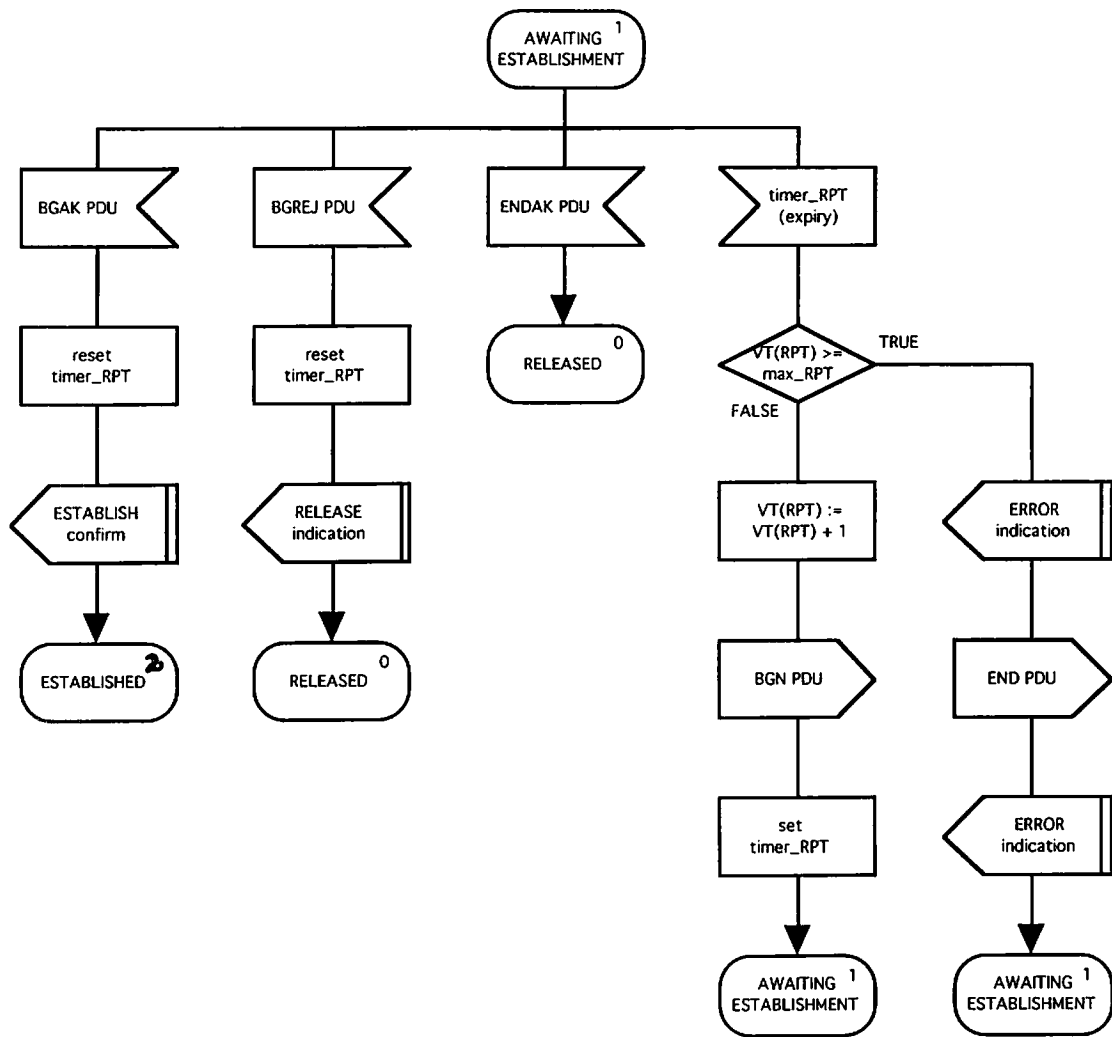 AWAITING 1
ESTABLISHMENT
BGAK PDU
BGREJ PDU
ENDAK PDU
timer_RPT
(expiry)
reset
timer_RPT
reset
timer_RPT
RELEASED 0
VT(RPT) >=
max_RPT
TRUE
FALSE
ESTABLISH
confirm
RELEASE
indication
VT(RPT) :=
VT(RPT) + 1
ERROR
indication
ESTABLISHED
RELEASED 0
BGN PDU
END PDU
set
timer_RPT
ERROR
indication
AWAITING 1
ESTABLISHMENT
AWAITING 1
ESTABLISHMENT